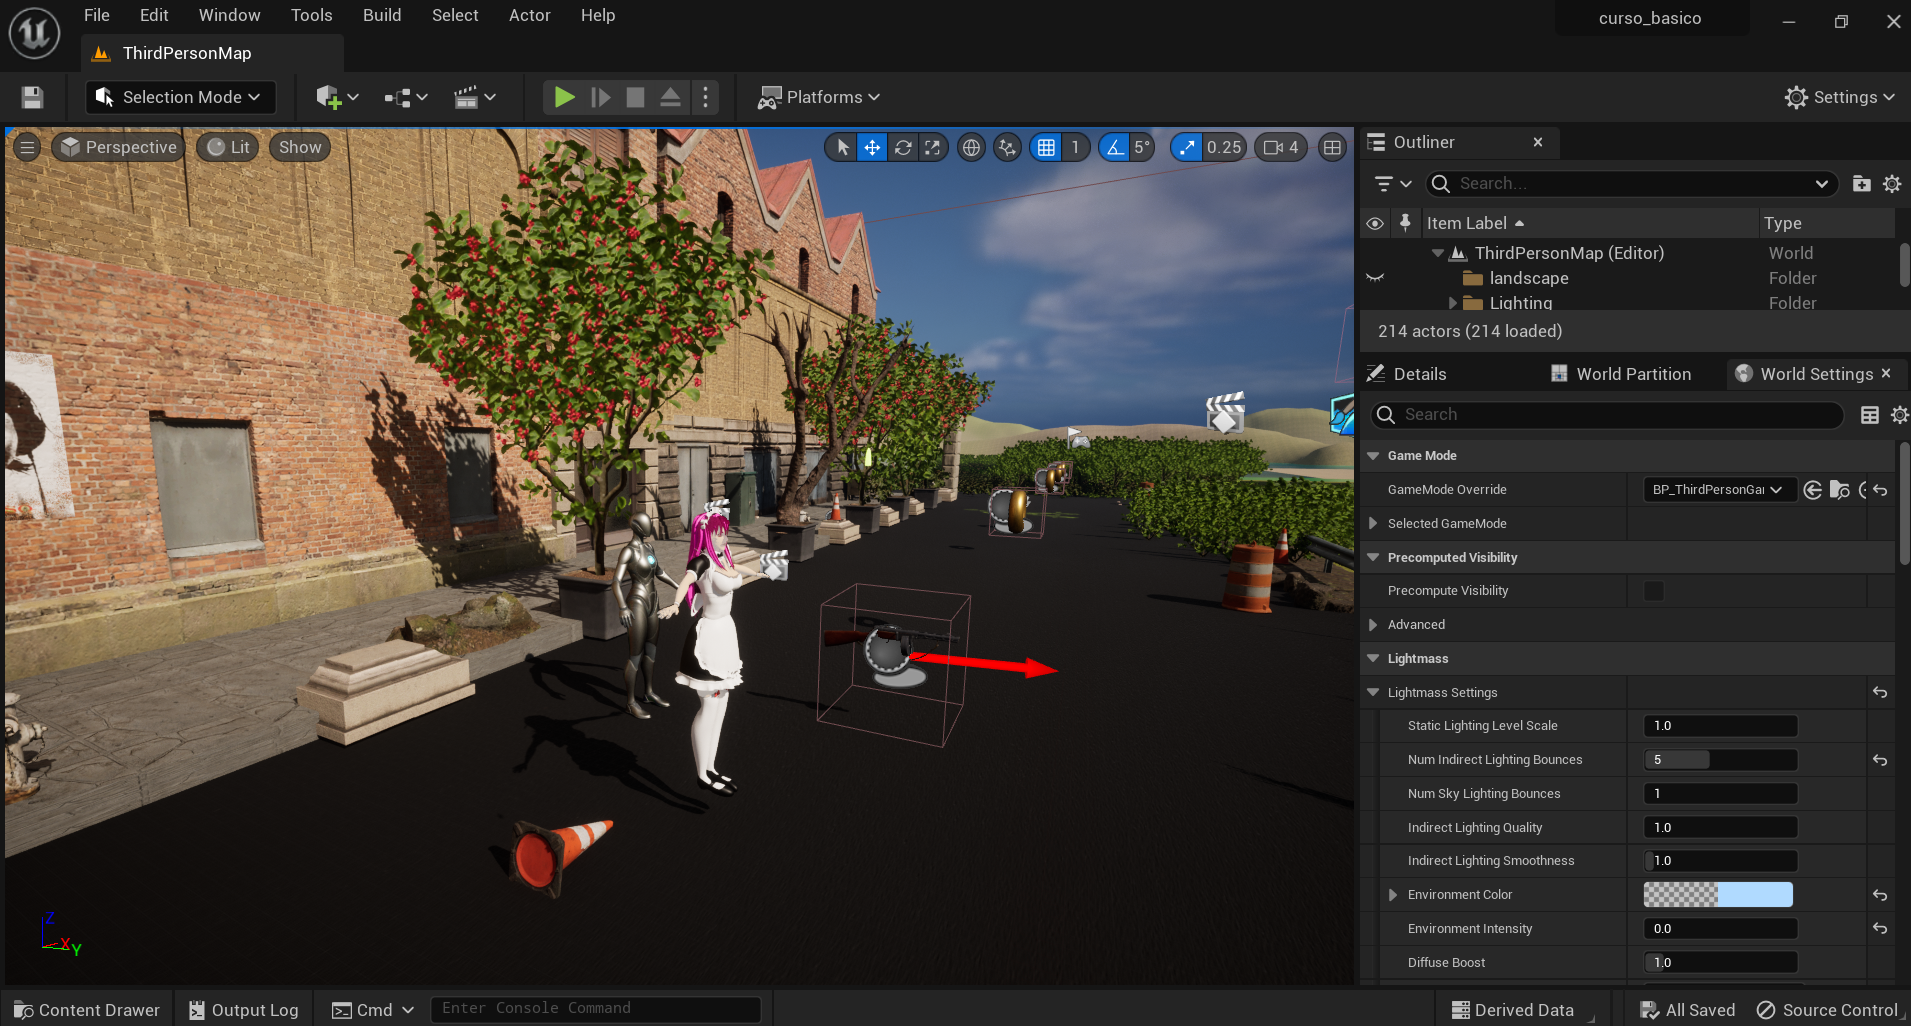 File Edit Window Tools Build Select Actor Help
curso_basico
ThirdPersonMap
Selection Mode
Platforms
Settings
Perspective Lit Show
1 5° 0.25 4
Outliner
Search...
Item Label Type
ThirdPersonMap (Editor) World
landscape Folder
Lighting Folder
214 actors (214 loaded)
Details World Partition World Settings
Search
Game Mode
GameMode Override BP_ThirdPersonGa
Selected GameMode
Precomputed Visibility
Precompute Visibility
Advanced
Lightmass
Lightmass Settings
Static Lighting Level Scale 1.0
Num Indirect Lighting Bounces 5
Num Sky Lighting Bounces 1
Indirect Lighting Quality 1.0
Indirect Lighting Smoothness 1.0
Environment Color
Environment Intensity 0.0
Diffuse Boost 1.0
Z
X
Y
Content Drawer Output Log Cmd Enter Console Command Derived Data All Saved Source Control